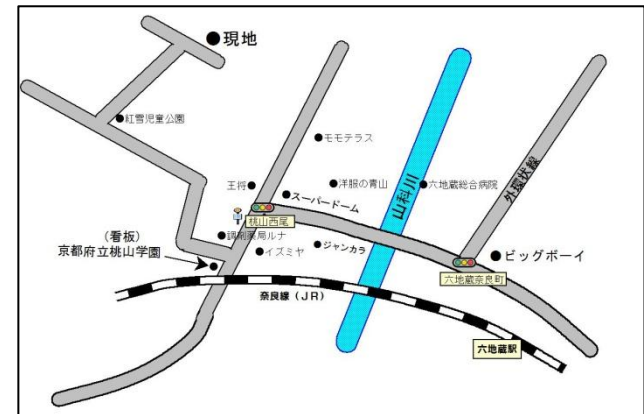 現地
紅雪児童公園
モモテラス
王将
スーパードーム
洋服の青山
六地蔵総合病院
外環状線
山科川
桃山西尾
調剤薬局ルナ
イズミヤ
ジャンカラ
ビッグボーイ
六地蔵奈良町
(看板)
京都府立桃山学園
奈良線(JR)
六地蔵駅